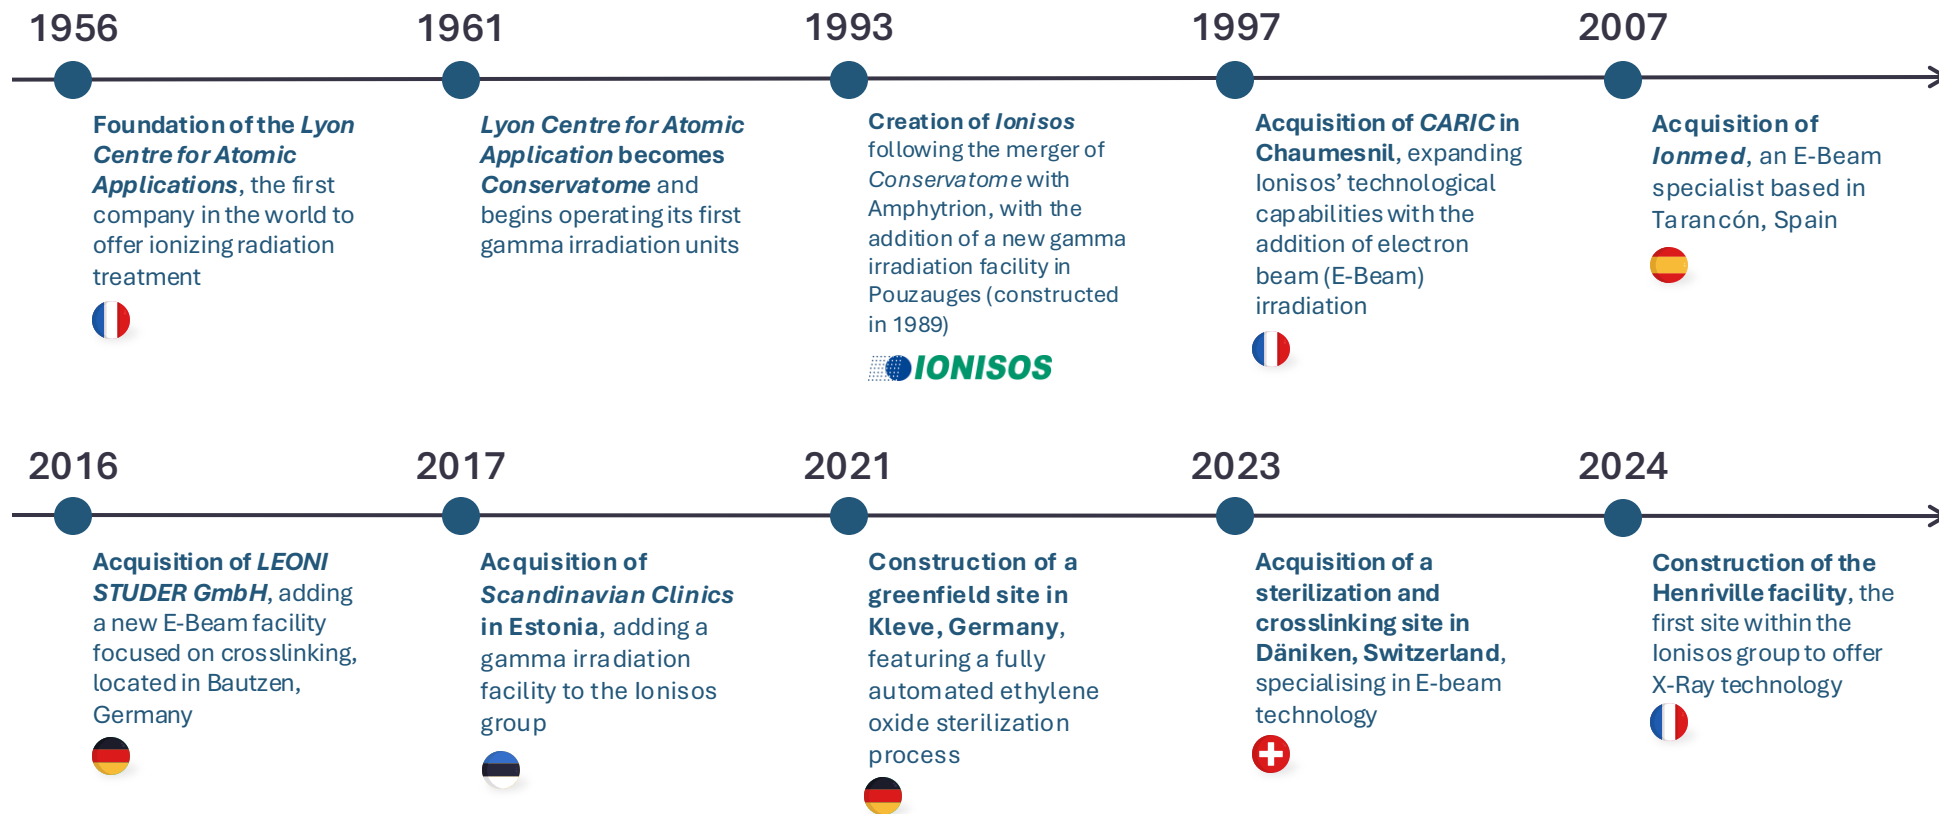 1956
1961
1993
1997
2007
Foundation of the Lyon
Centre for Atomic
Applications, the first
company in the world to
offer ionizing radiation
treatment
Lyon Centre for Atomic
Application becomes
Conservatome and
begins operating its first
gamma irradiation units
Creation of Ionisos
following the merger of
Conservatome with
Amphytrion, with the
addition of a new gamma
irradiation facility in
Pouzauges (constructed
in 1989)
IONISOS
Acquisition of CARIC in
Chaumesnil, expanding
Ionisos’ technological
capabilities with the
addition of electron
beam (E-Beam)
irradiation
Acquisition of
Ionmed, an E-Beam
specialist based in
Tarancón, Spain
2016
2017
2021
2023
2024
Acquisition of LEONI
STUDER GmbH, adding
a new E-Beam facility
focused on crosslinking,
located in Bautzen,
Germany
Acquisition of
Scandinavian Clinics
in Estonia, adding a
gamma irradiation
facility to the Ionisos
group
Construction of a
greenfield site in
Kleve, Germany,
featuring a fully
automated ethylene
oxide sterilization
process
Acquisition of a
sterilization and
crosslinking site in
Däniken, Switzerland,
specialising in E-beam
technology
Construction of the
Henriville facility, the
first site within the
Ionisos group to offer
X-Ray technology